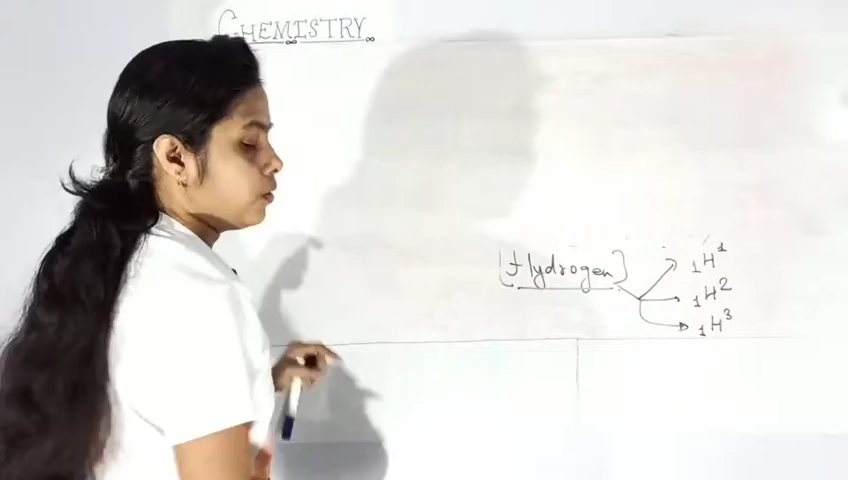 CHEMISTRY
[Hydrogen]
₁H¹
₁H²
₁H³